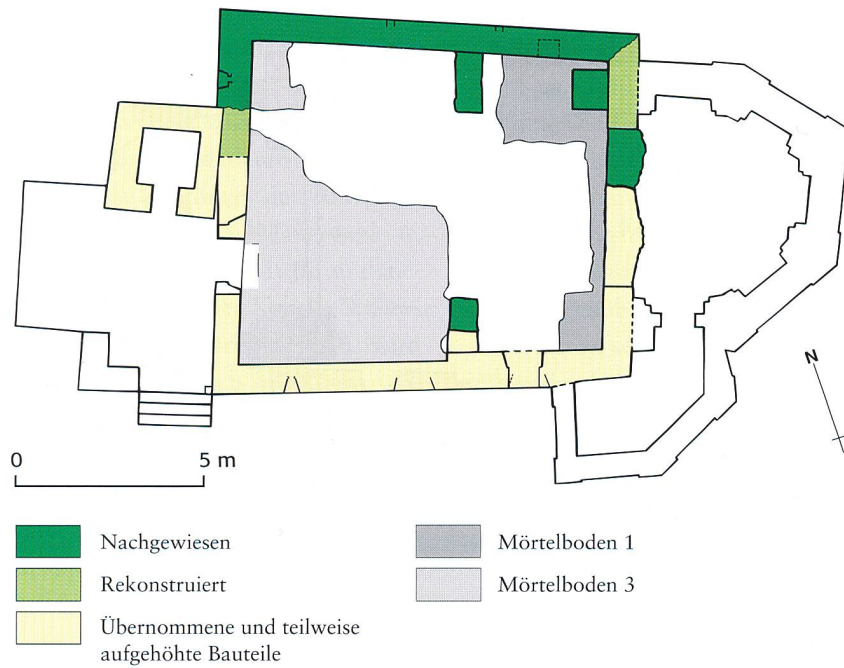 N
0 5 m
Nachgewiesen
Rekonstruiert
Übernommene und teilweise
aufgehöhte Bauteile
Mörtelboden 1
Mörtelboden 3